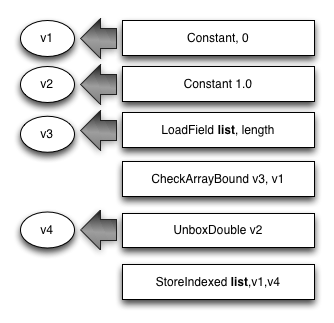 v1 Constant, 0
v2 Constant 1.0
v3 LoadField list, length
CheckArrayBound v3, v1
v4 UnboxDouble v2
StoreIndexed list,v1,v4